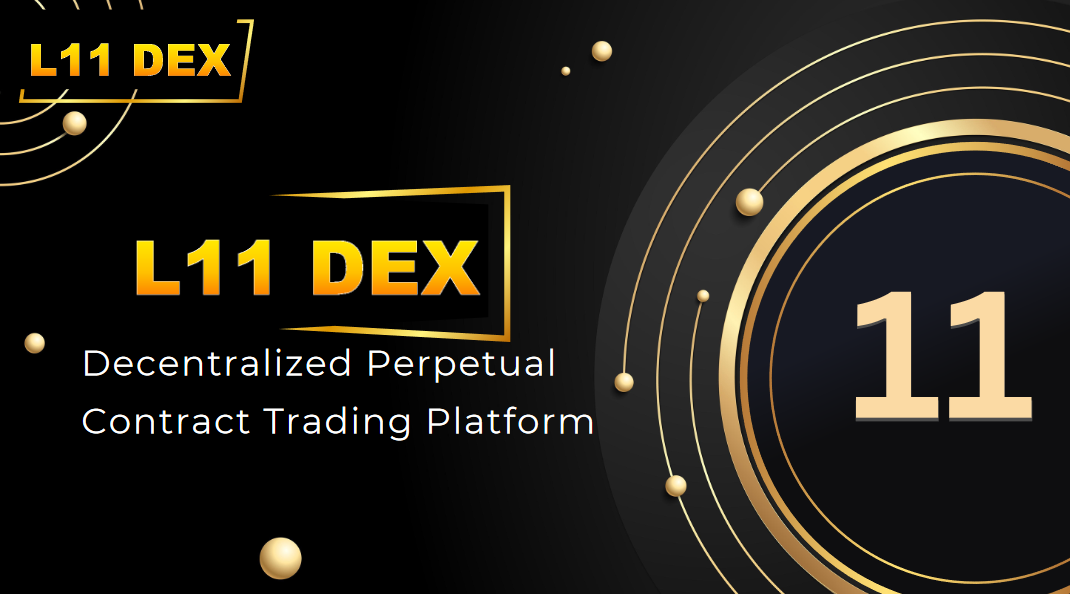 L11 DEX
L11 DEX
Decentralized Perpetual
Contract Trading Platform
11